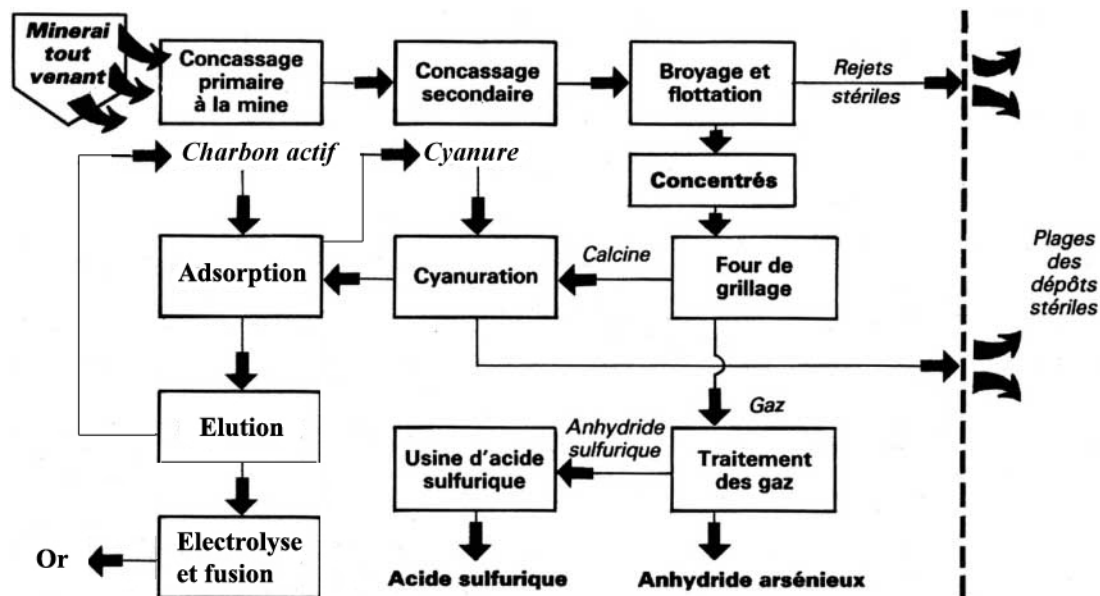 Minerai
tout
venant
Concassage
primaire
à la mine
Concassage
secondaire
Broyage et
flottation
Rejets
stériles
Charbon actif
Cyanure
Concentrés
Adsorption
Cyanuration
Calcine
Four de
grillage
Plages
des
dépôts
stériles
Elution
Gaz
Anhydride
sulfurique
Usine d'acide
sulfurique
Traitement
des gaz
Or
Electrolyse
et fusion
Acide sulfurique
Anhydride arsénieux